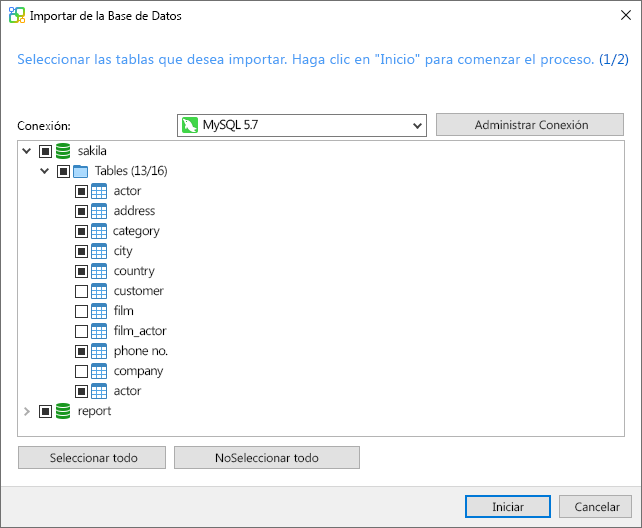 Importar de la Base de Datos
Seleccionar las tablas que desea importar. Haga clic en "Inicio" para comenzar el proceso. (1/2)
Conexión: MySQL 5.7 Administrar Conexión
sakila
Tables (13/16)
actor
address
category
city
country
customer
film
film_actor
phone no.
company
actor
report
Seleccionar todo NoSeleccionar todo
Iniciar Cancelar